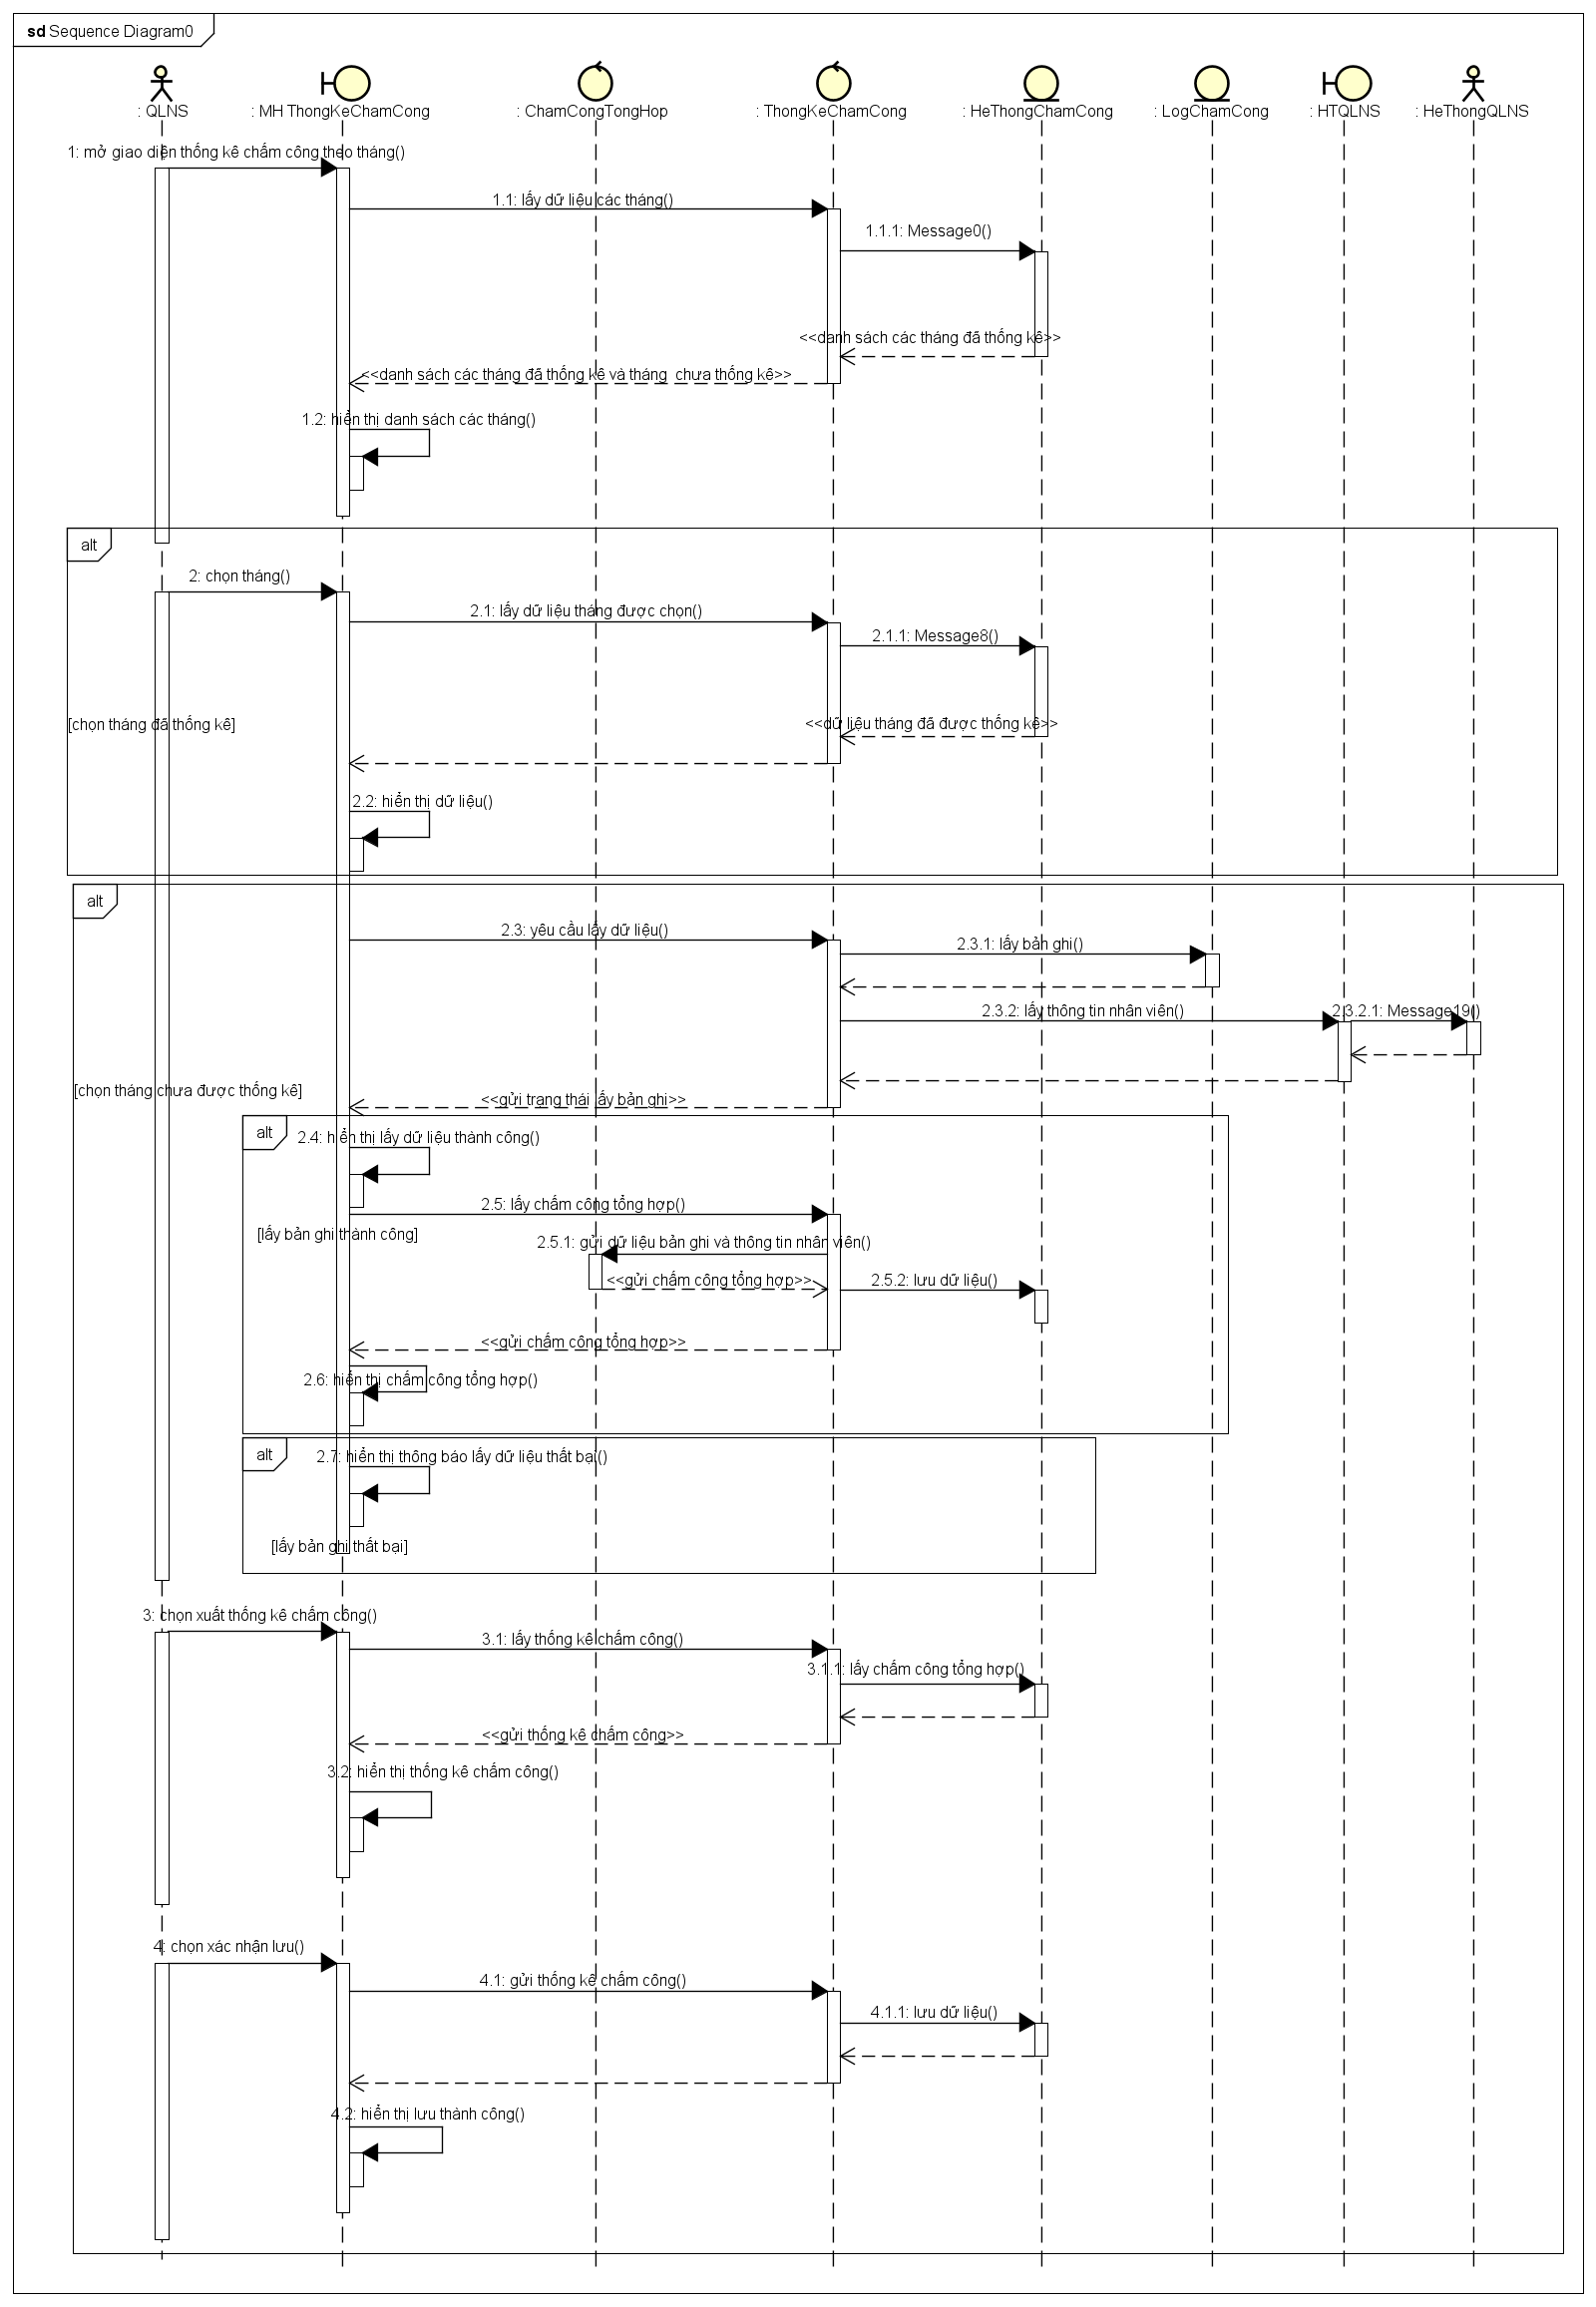 sd Sequence Diagram0
: QLNS
: MH ThongKeChamCong
: ChamCongTongHop
: ThongKeChamCong
: HeThongChamCong
: LogChamCong
: HTQLNS
: HeThongQLNS
1: mở giao diện thống kê chấm công theo tháng()
1.1: lấy dữ liệu các tháng()
1.1.1: Message0()
<<danh sách các tháng đã thống kê>>
<<danh sách các tháng đã thống kê và tháng  chưa thống kê>>
1.2: hiển thị danh sách các tháng()
alt
2: chọn tháng()
2.1: lấy dữ liệu tháng được chọn()
2.1.1: Message8()
[chọn tháng đã thống kê]
<<dữ liệu tháng đã được thống kê>>
2.2: hiển thị dữ liệu()
alt
2.3: yêu cầu lấy dữ liệu()
2.3.1: lấy bản ghi()
2.3.2: lấy thông tin nhân viên()
2.3.2.1: Message19()
[chọn tháng chưa được thống kê]
<<gửi trạng thái lấy bản ghi>>
alt
2.4: hiển thị lấy dữ liệu thành công()
2.5: lấy chấm công tổng hợp()
[lấy bản ghi thành công]
2.5.1: gửi dữ liệu bản ghi và thông tin nhân viên()
<<gửi chấm công tổng hợp>>
2.5.2: lưu dữ liệu()
<<gửi chấm công tổng hợp>>
2.6: hiển thị chấm công tổng hợp()
alt
2.7: hiển thị thông báo lấy dữ liệu thất bại()
[lấy bản ghi thất bại]
3: chọn xuất thống kê chấm công()
3.1: lấy thống kê chấm công()
3.1.1: lấy chấm công tổng hợp()
<<gửi thống kê chấm công>>
3.2: hiển thị thống kê chấm công()
4: chọn xác nhận lưu()
4.1: gửi thống kê chấm công()
4.1.1: lưu dữ liệu()
4.2: hiển thị lưu thành công()